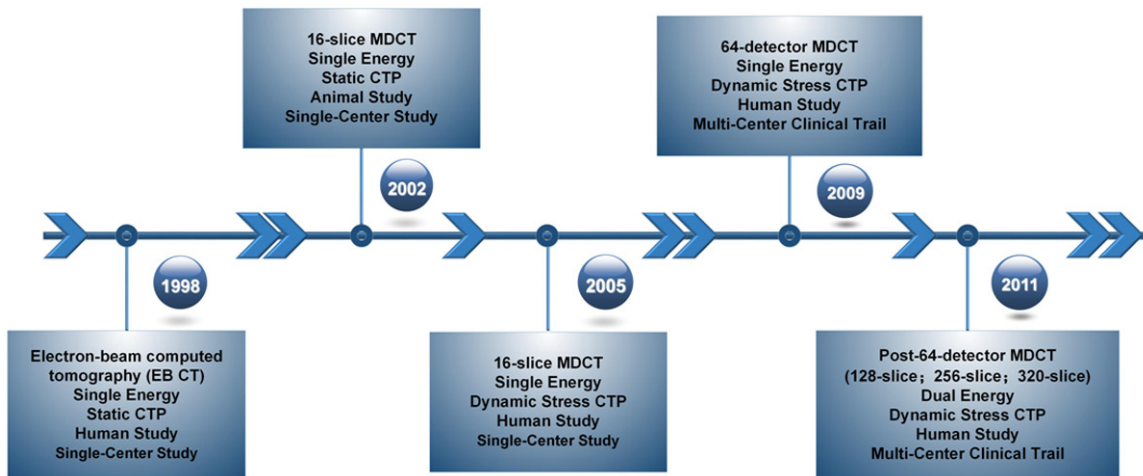 16-slice MDCT
Single Energy
Static CTP
Animal Study
Single-Center Study
64-detector MDCT
Single Energy
Dynamic Stress CTP
Human Study
Multi-Center Clinical Trail
2002
2009
1998
2005
2011
Electron-beam computed
tomography (EB CT)
Single Energy
Static CTP
Human Study
Single-Center Study
16-slice MDCT
Single Energy
Dynamic Stress CTP
Human Study
Single-Center Study
Post-64-detector MDCT
(128-slice；256-slice；320-slice)
Dual Energy
Dynamic Stress CTP
Human Study
Multi-Center Clinical Trail